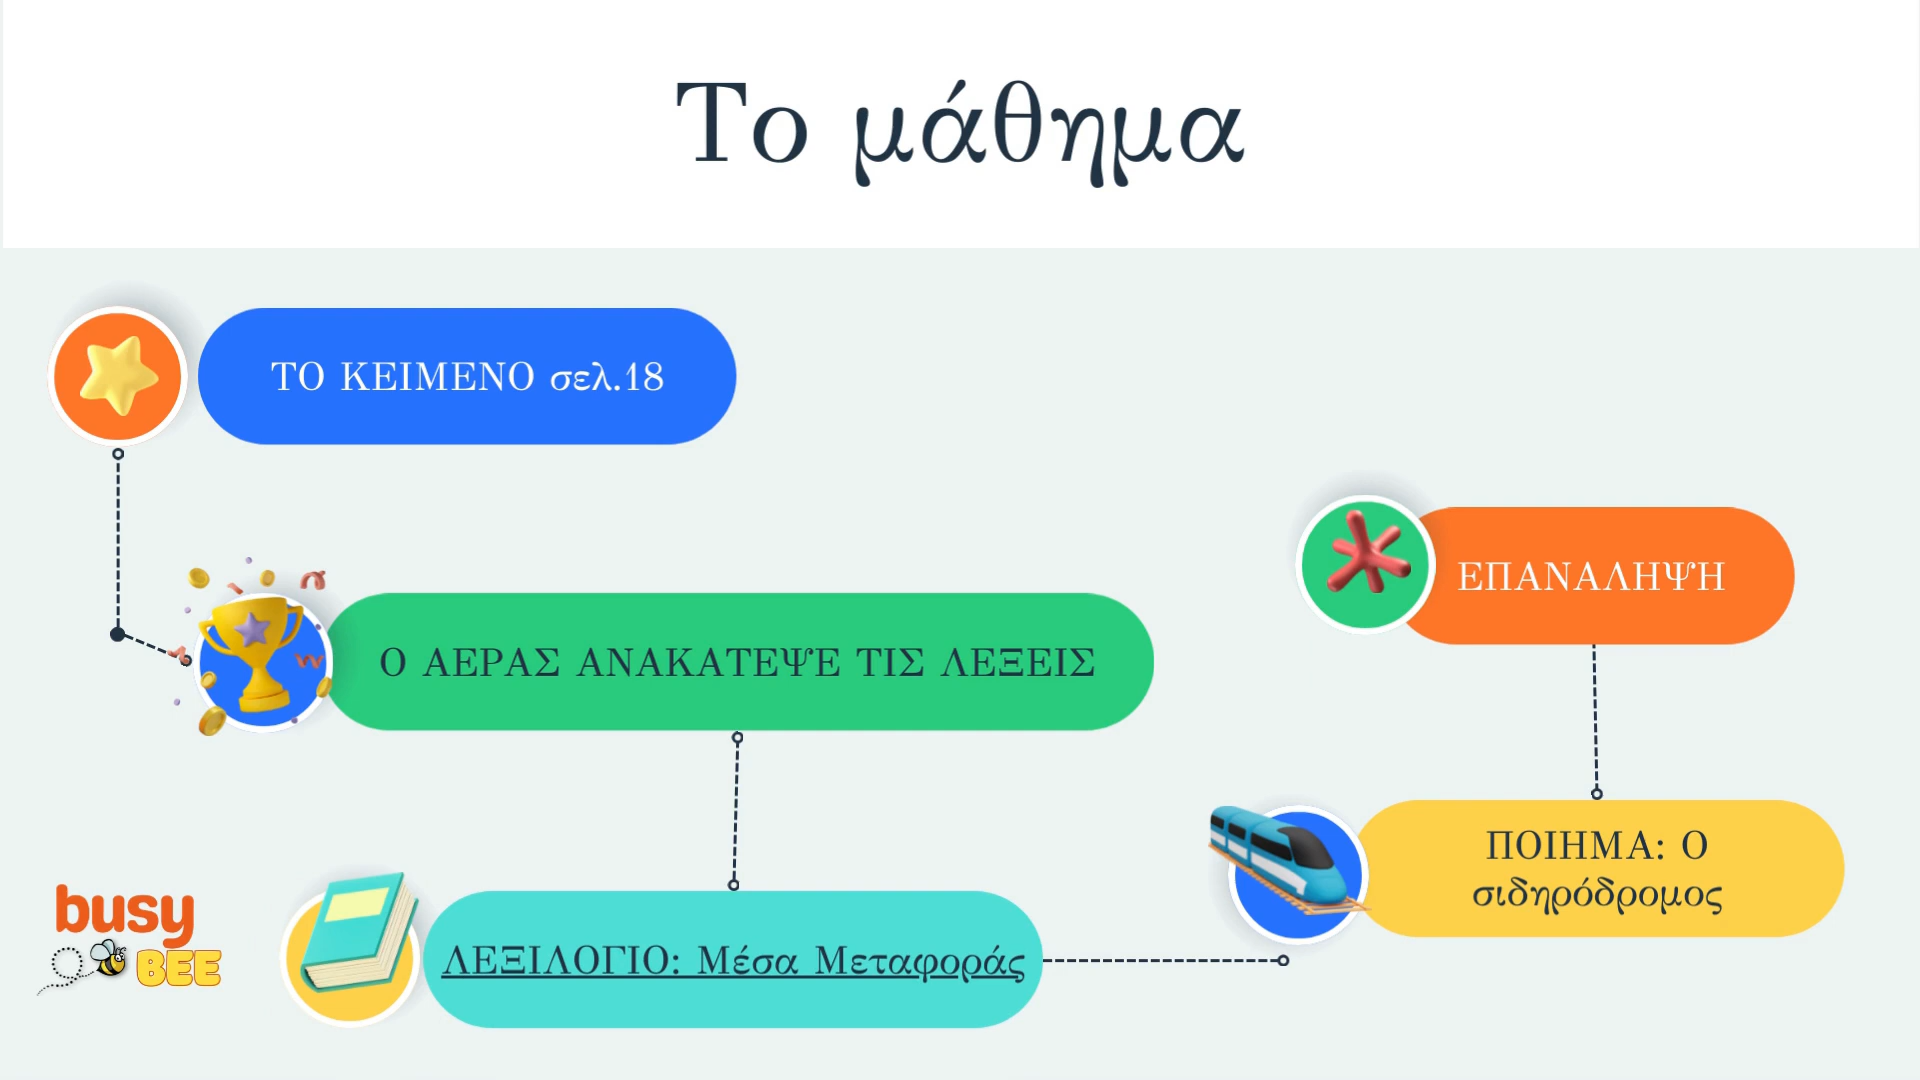 Το μάθημα
ΤΟ ΚΕΙΜΕΝΟ σελ.18
Ο ΑΕΡΑΣ ΑΝΑΚΑΤΕΨΕ ΤΙΣ ΛΕΞΕΙΣ
ΛΕΞΙΛΟΓΙΟ: Μέσα Μεταφοράς
ΠΟΙΗΜΑ: Ο
σιδηρόδρομος
ΕΠΑΝΑΛΗΨΗ
busy
BEE